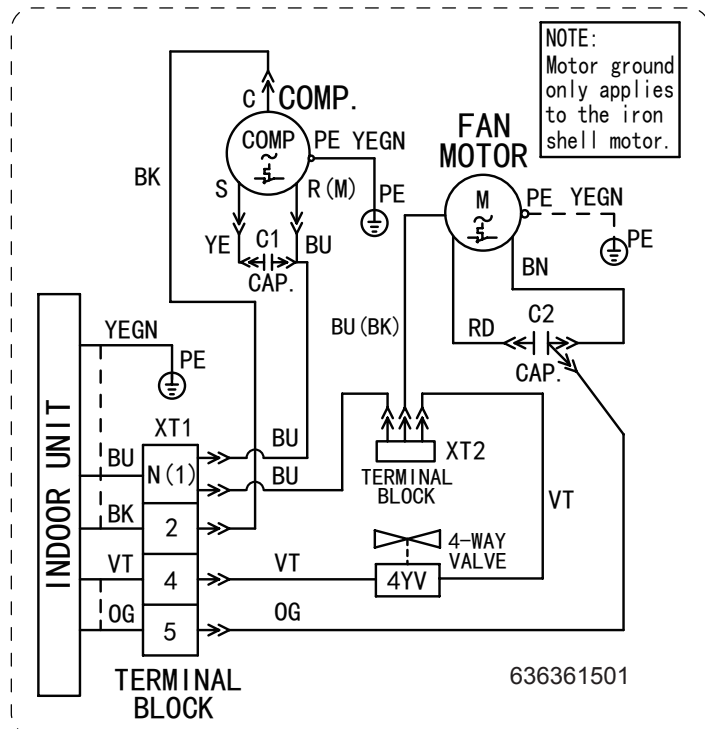 NOTE:
Motor ground
only applies
to the iron
shell motor.
C
COMP.
COMP
PE YEGN
FAN
MOTOR
BK
S
R(M)
PE
M
PE
YEGN
YE
C1
BU
CAP.
PE
BN
YEGN
PE
BU(BK)
RD
C2
CAP.
INDOOR UNIT
XT1
BU
N(1)
BU
BU
XT2
TERMINAL
BLOCK
VT
BK
2
4-WAY
VALVE
VT
4
VT
4YV
OG
5
OG
TERMINAL
BLOCK
636361501